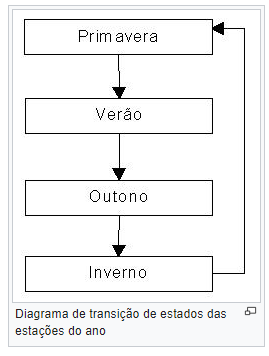 Primavera
Verão
Outono
Inverno
Diagrama de transição de estados das
estações do ano